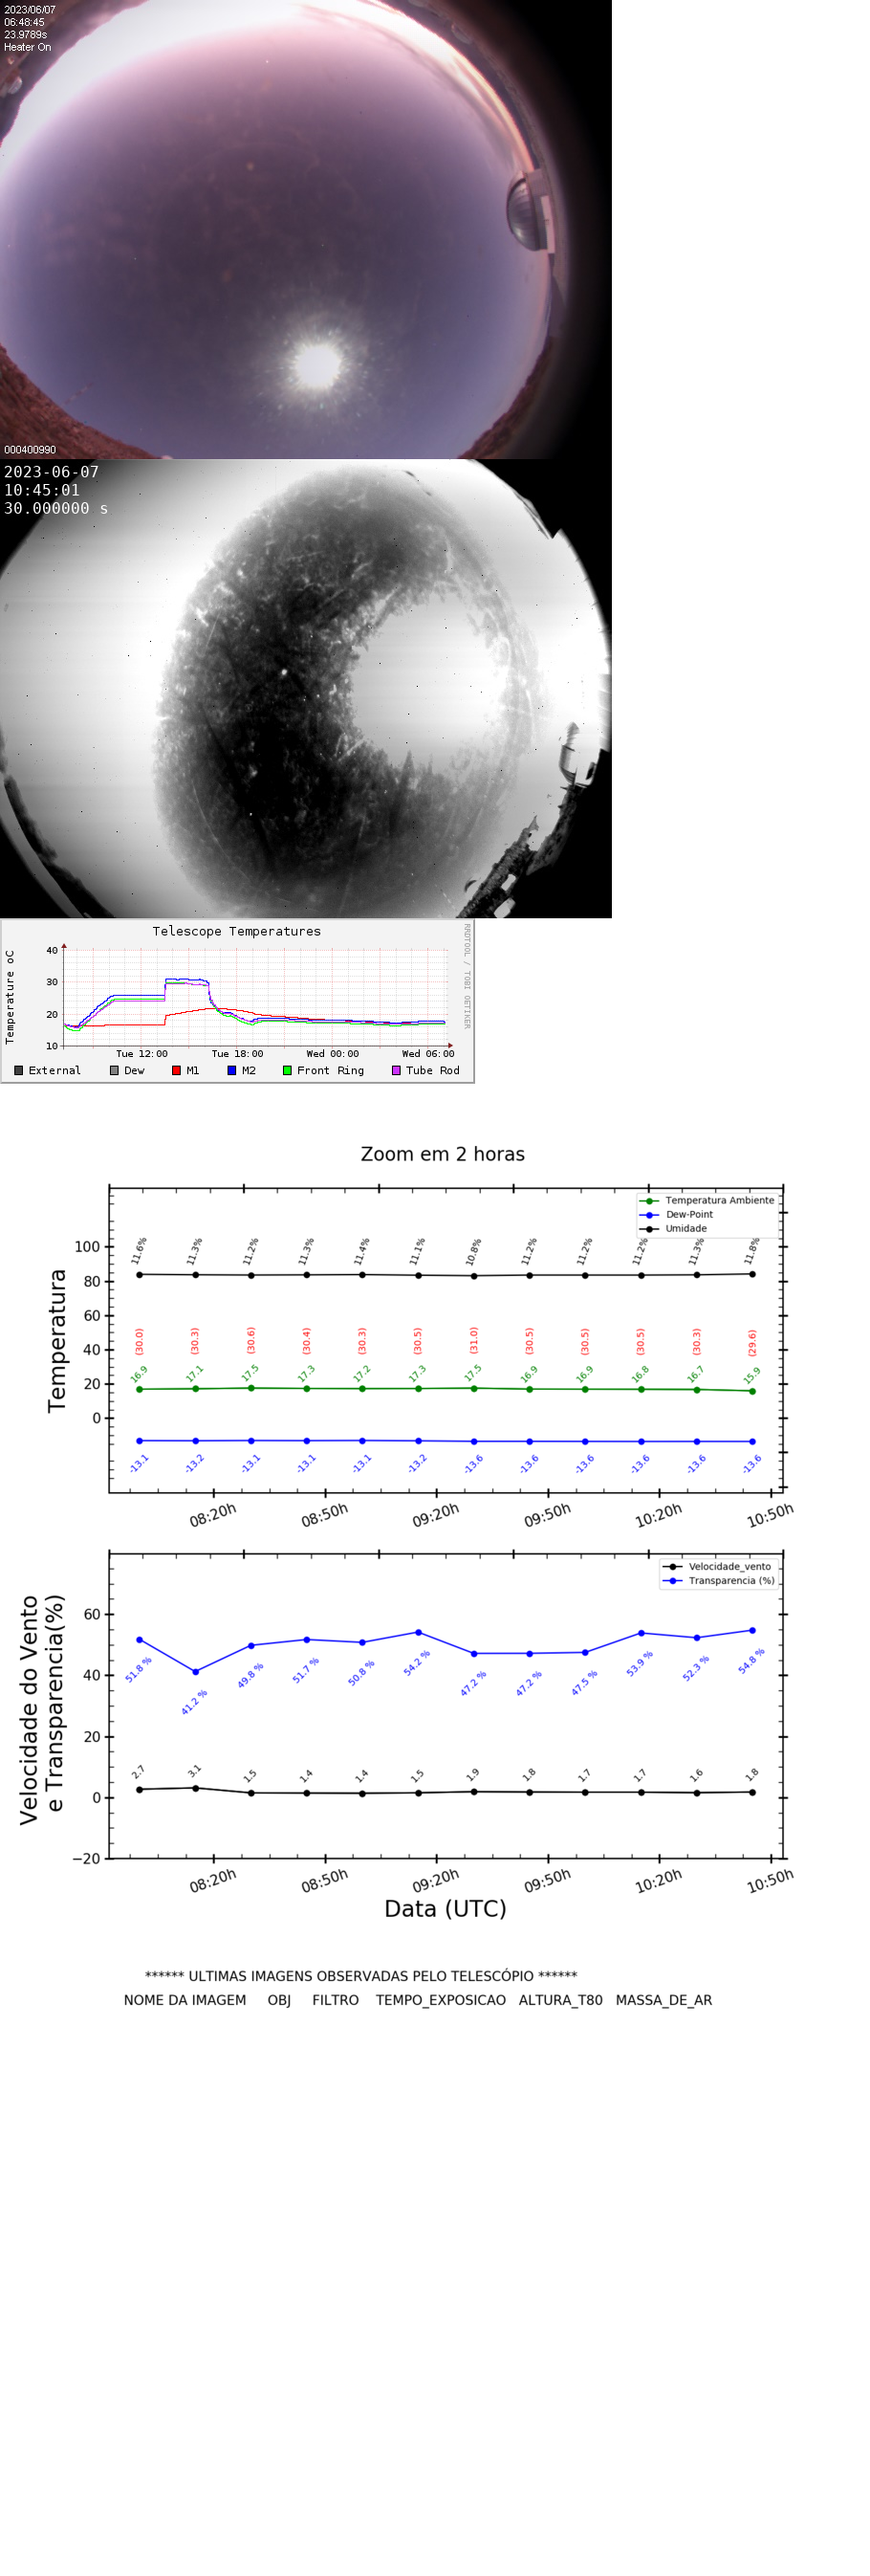 2023/06/07
06:48:45
23.9789s
Heater On
000400990
2023-06-07
10:45:01
30.000000 s
Telescope Temperatures
RRDTOOL / TOBI OETIKER
Temperature oC
40
30
20
10
Tue 12:00 Tue 18:00 Wed 00:00 Wed 06:00
External Dew M1 M2 Front Ring Tube Rod
Zoom em 2 horas
Temperatura Ambiente
Dew-Point
Umidade
Temperatura
100
80
60
40
20
0
11.6% 11.3% 11.2% 11.3% 11.4% 11.1% 10.8% 11.2% 11.2% 11.2% 11.3% 11.8%
(30.0) (30.3) (30.6) (30.4) (30.3) (30.5) (31.0) (30.5) (30.5) (30.5) (30.3) (29.6)
16.9 17.1 17.5 17.3 17.2 17.3 17.5 16.9 16.9 16.8 16.7 15.9
-13.1 -13.2 -13.1 -13.1 -13.1 -13.2 -13.6 -13.6 -13.6 -13.6 -13.6 -13.6
08:20h 08:50h 09:20h 09:50h 10:20h 10:50h
Velocidade_vento
Transparencia (%)
Velocidade do Vento
e Transparencia(%)
60
40
20
0
−20
51.8 % 41.2 % 49.8 % 51.7 % 50.8 % 54.2 % 47.2 % 47.2 % 47.5 % 53.9 % 52.3 % 54.8 %
2.7 3.1 1.5 1.4 1.4 1.5 1.9 1.8 1.7 1.7 1.6 1.8
08:20h 08:50h 09:20h 09:50h 10:20h 10:50h
Data (UTC)
****** ULTIMAS IMAGENS OBSERVADAS PELO TELESCÓPIO ******
NOME DA IMAGEM OBJ FILTRO TEMPO_EXPOSICAO ALTURA_T80 MASSA_DE_AR